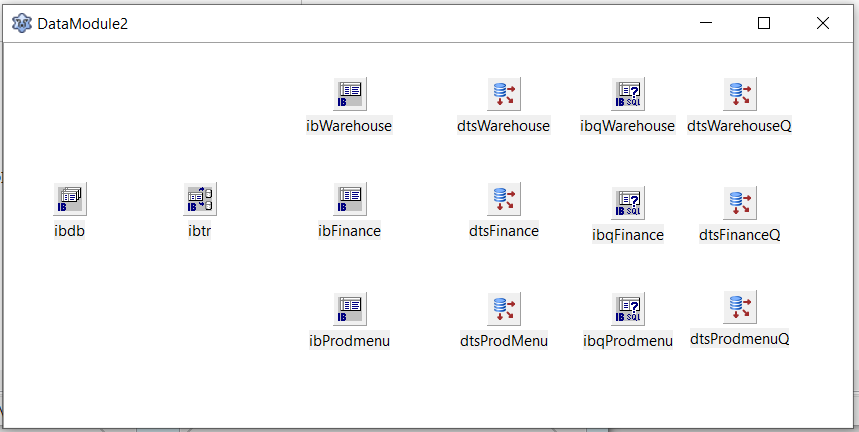 DataModule2
ibWarehouse dtsWarehouse ibqWarehouse dtsWarehouseQ
ibdb ibtr ibFinance dtsFinance ibqFinance dtsFinanceQ
ibProdmenu dtsProdMenu ibqProdmenu dtsProdmenuQ